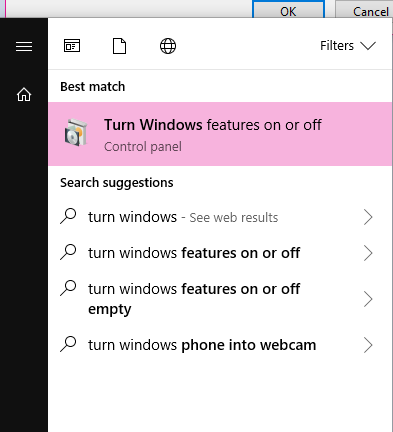 OK Cancel
Filters
Best match
Turn Windows features on or off
Control panel
Search suggestions
turn windows - See web results
turn windows features on or off
turn windows features on or off
empty
turn windows phone into webcam